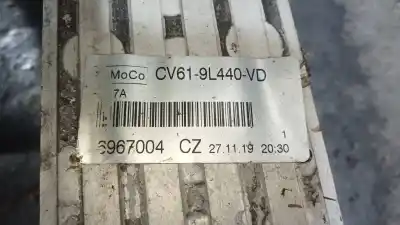 MoCo CV61-9L440-VD
7A
6967004 CZ 27.11.19 20:30
1